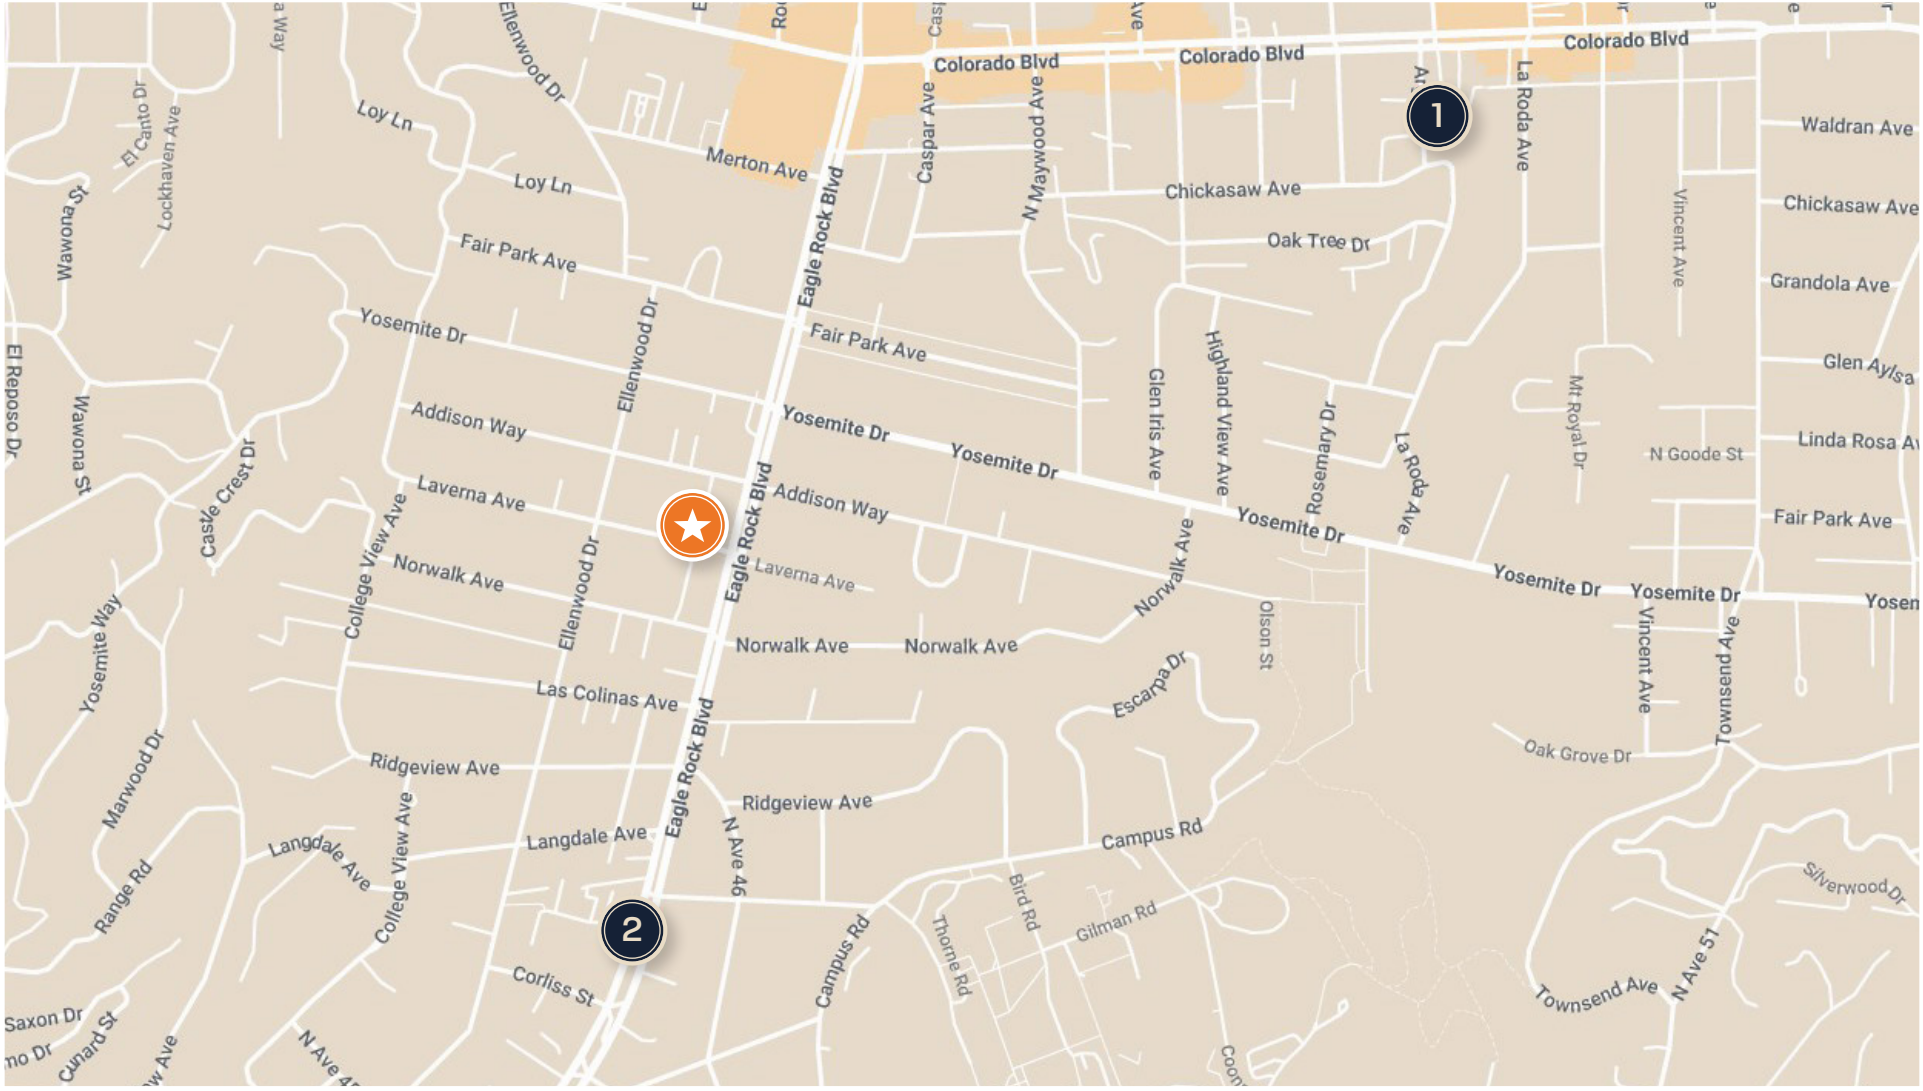 Ellenwood Dr
Colorado Blvd
Colorado Blvd
Colorado Blvd
El Canto Dr
Lockhaven Ave
Loy Ln
Loy Ln
Merton Ave
Caspar Ave
N Maywood Ave
1
La Roda Ave
Waldran Ave
Wawona St
Eagle Rock Blvd
Chickasaw Ave
Vincent Ave
Chickasaw Ave
Fair Park Ave
Oak Tree Dr
Grandola Ave
Yosemite Dr
Ellenwood Dr
Fair Park Ave
El Reposo Dr
Wawona St
Addison Way
Glen Iris Ave
Highland View Ave
Rosemary Dr
La Roda Ave
Mt Royal Dr
Glen Aylsa
Castle Crest Dr
Yosemite Dr
Yosemite Dr
N Goode St
Linda Rosa Av
Laverna Ave
Eagle Rock Blvd
Addison Way
Yosemite Dr
Fair Park Ave
College View Ave
Norwalk Ave
Ellenwood Dr
Laverna Ave
Norwalk Ave
Yosemite Dr
Yosemite Dr
Yosemite Way
Norwalk Ave
Norwalk Ave
Olson St
Vincent Ave
Townsend Ave
Las Colinas Ave
Escarpa Dr
Marwood Dr
Ridgeview Ave
Eagle Rock Blvd
Ridgeview Ave
Oak Grove Dr
Langdale Ave
College View Ave
Langdale Ave
N Ave 46
Campus Rd
Range Rd
2
Bird Rd
Gilman Rd
Silverwood Dr
Corliss St
Campus Rd
Thorne Rd
Townsend Ave
N Ave 51
Saxon Dr
Cunard St